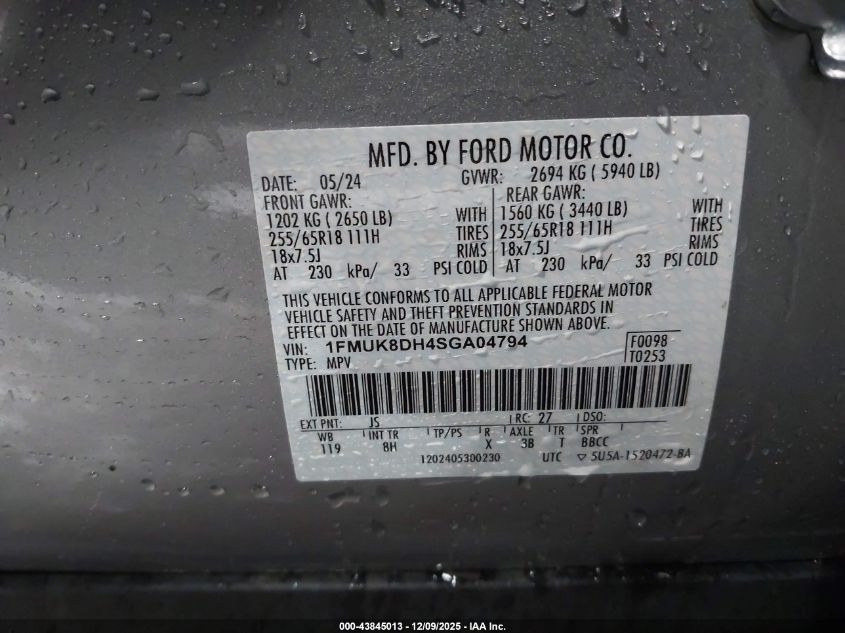 MFD. BY FORD MOTOR CO.
DATE: 05/24 GVWR: 2694 KG ( 5940 LB)
FRONT GAWR: REAR GAWR:
1202 KG ( 2650 LB) WITH 1560 KG ( 3440 LB) WITH
255/65R18 111H TIRES 255/65R18 111H TIRES
18x7.5J RIMS 18x7.5J RIMS
AT 230 kPa/ 33 PSI COLD AT 230 kPa/ 33 PSI COLD
THIS VEHICLE CONFORMS TO ALL APPLICABLE FEDERAL MOTOR
VEHICLE SAFETY AND THEFT PREVENTION STANDARDS IN
EFFECT ON THE DATE OF MANUFACTURE SHOWN ABOVE.
VIN: 1FMUK8DH4SGA04794 F0098
TYPE: MPV T0253
EXT PNT: JS RC: 27 DSO:
WB INT TR TP/PS R AXLE TR SPR
119 8H X 3B T BBCC
1202405300230 UTC ▽ 5U5A-1520472-BA
000-43845013 - 12/09/2025 - IAA Inc.